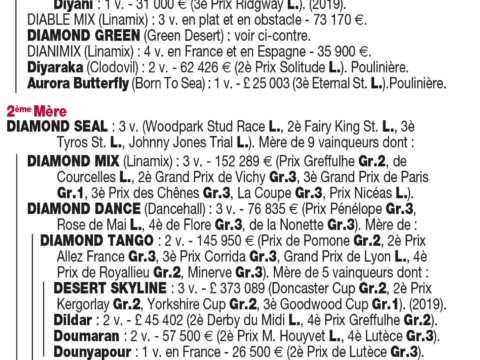 Diyani : 1 v. - 31 000 € (3è Prix Ridgway L.). (2019).
DIABLE MIX (Linamix) : 3 v. en plat et en obstacle - 73 170 €.
DIAMOND GREEN (Green Desert) : voir ci-contre.
DIANIMIX (Linamix) : 4 v. en France et en Espagne - 35 900 €.
Diyaraka (Clodovil) : 2 v. - 62 426 € (2è Prix Solitude L.). Poulinière.
Aurora Butterfly (Born To Sea) : 1 v. - £ 25 003 (3è Eternal St. L.).Poulinière.
2ème Mère
DIAMOND SEAL : 3 v. (Woodpark Stud Race L., 2è Fairy King St. L., 3è
Tyros St. L., Johnny Jones Trial L.). Mère de 9 vainqueurs dont :
DIAMOND MIX (Linamix) : 3 v. - 152 289 € (Prix Greffulhe Gr.2, de
Courcelles L., 2è Grand Prix de Vichy Gr.3, 3è Grand Prix de Paris
Gr.1, 3è Prix des Chênes Gr.3, La Coupe Gr.3, Prix Nicéas L.).
DIAMOND DANCE (Dancehall) : 3 v. - 76 835 € (Prix Pénélope Gr.3,
Rose de Mai L., 4è de Flore Gr.3, de la Nonette Gr.3). Mère de :
DIAMOND TANGO : 2 v. - 145 950 € (Prix de Pomone Gr.2, 2è Prix
Allez France Gr.3, 3è Prix Corrida Gr.3, Grand Prix de Lyon L., 4è
Prix de Royallieu Gr.2, Minerve Gr.3). Mère de 5 vainqueurs dont :
DESERT SKYLINE : 3 v. - £ 373 089 (Doncaster Cup Gr.2, 2è Prix
Kergorlay Gr.2, Yorkshire Cup Gr.2, 3è Goodwood Cup Gr.1). (2019).
Dildar : 2 v. - £ 45 402 (2è Derby du Midi L., 4è Prix Greffulhe Gr.2).
Doumaran : 2 v. - 57 500 € (2è Prix M. Houyvet L., 4è Lutèce Gr.3).
Dounyapour : 1 v. en France - 26 500 € (2è Prix de Lutèce Gr.3).